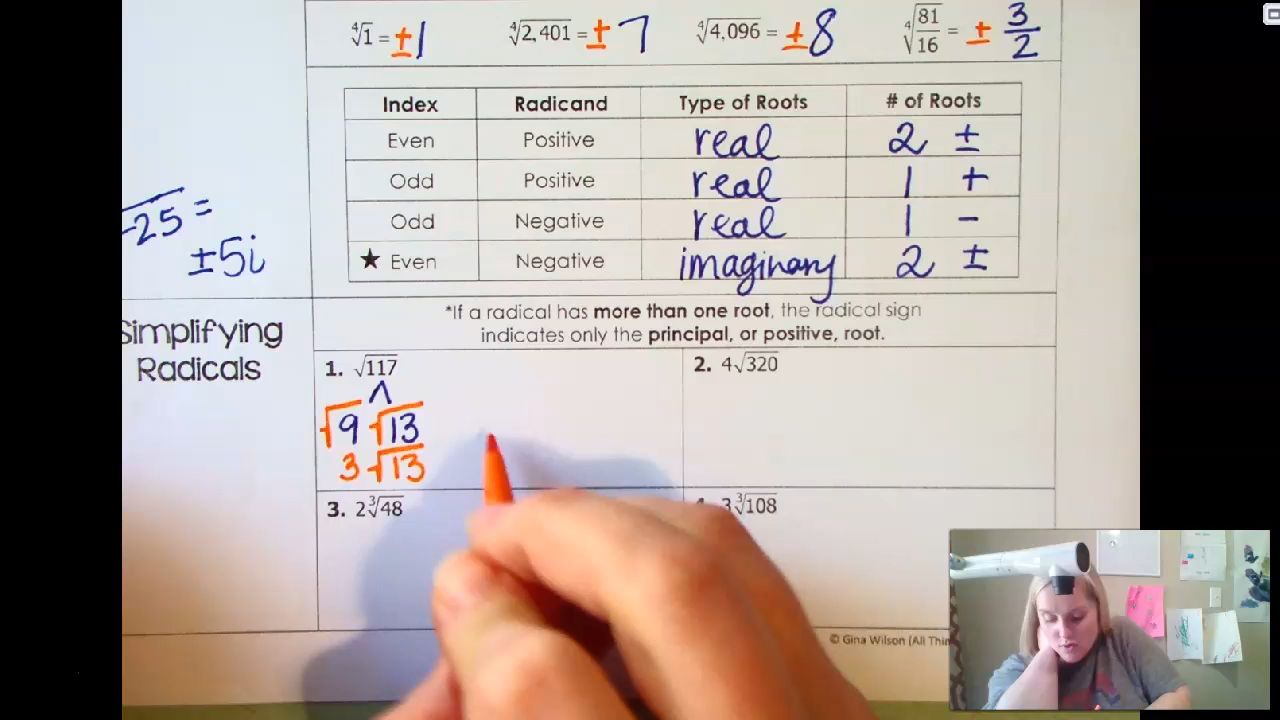 ∜1 = ±1 ∜2,401 = ±7 ∜4,096 = ±8 ∜(81/16) = ± 3/2
Index Radicand Type of Roots # of Roots
Even Positive real 2 ±
Odd Positive real 1 +
Odd Negative real 1 −
★ Even Negative imaginary 2 ±
√-25 =
±5i
*If a radical has more than one root, the radical sign
indicates only the principal, or positive, root.
Simplifying
Radicals
1. √117
√9 √13
3 √13
2. 4√320
3. 2∛48
3∛108
© Gina Wilson (All Thin